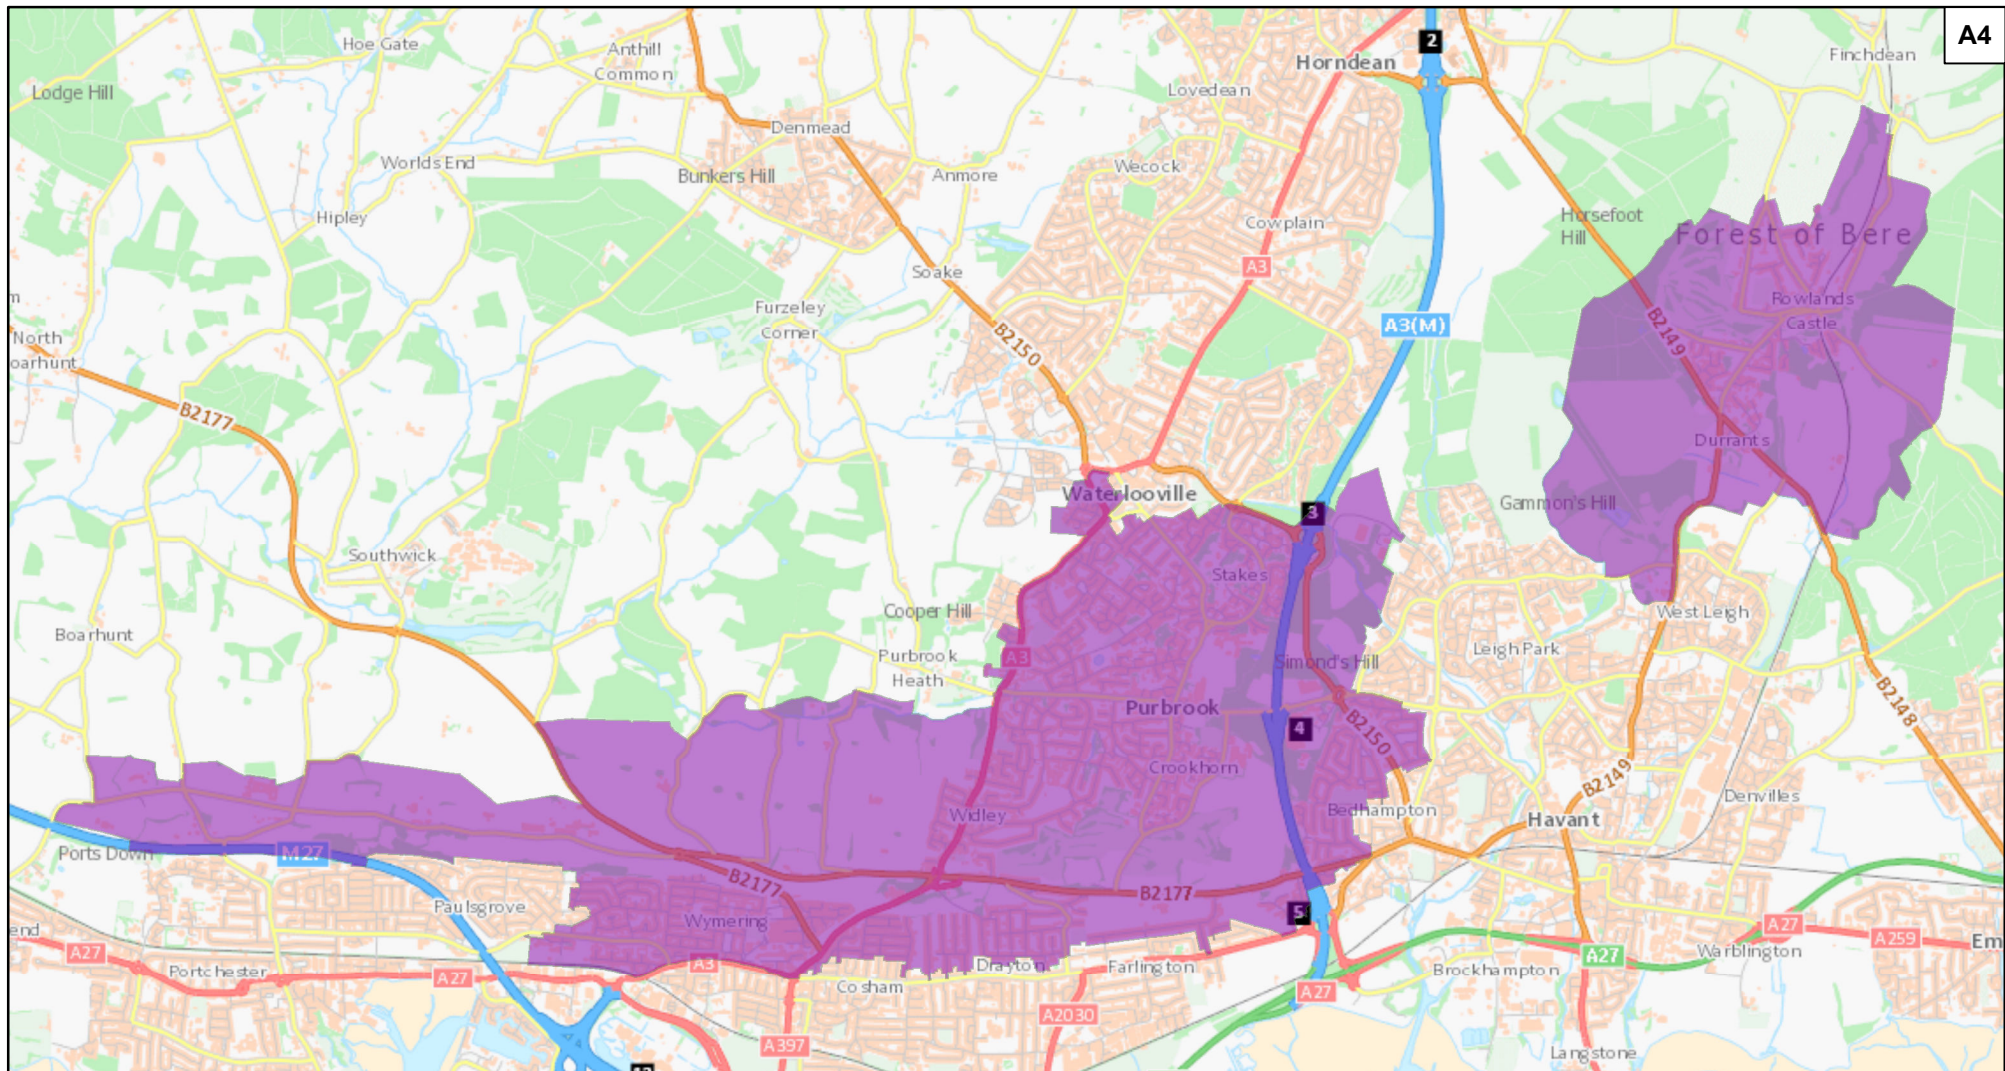 A4
2
Hoe Gate
Anthill
Common
Finchdean
Horndean
Lodge Hill
Lovedean
Denmead
Worlds End
Bunkers Hill
Anmore
Wecock
Hipley
Cowplain
Horsefoot
Hill
Forest of Bere
A3
Soake
Furzeley
Corner
Rowlands
Castle
A3(M)
B2149
B2150
North
oarhunt
B2177
Durrants
Waterlooville
Gammon's Hill
3
Southwick
Stakes
Cooper Hill
West Leigh
Boarhunt
Purbrook
Heath
A3
Simond's Hill
Leigh Park
Purbrook
4
B2150
B2148
Crookhorn
B2149
Widley
Bedhampton
Denvilles
Havant
Ports Down
M27
B2177
B2177
Paulsgrove
Wymering
5
end
A27
A27
A259
Em
A27
Warblington
Portchester
A27
A3
Drayton
Farlington
Brockhampton
Cosham
A27
A2030
A397
Langstone